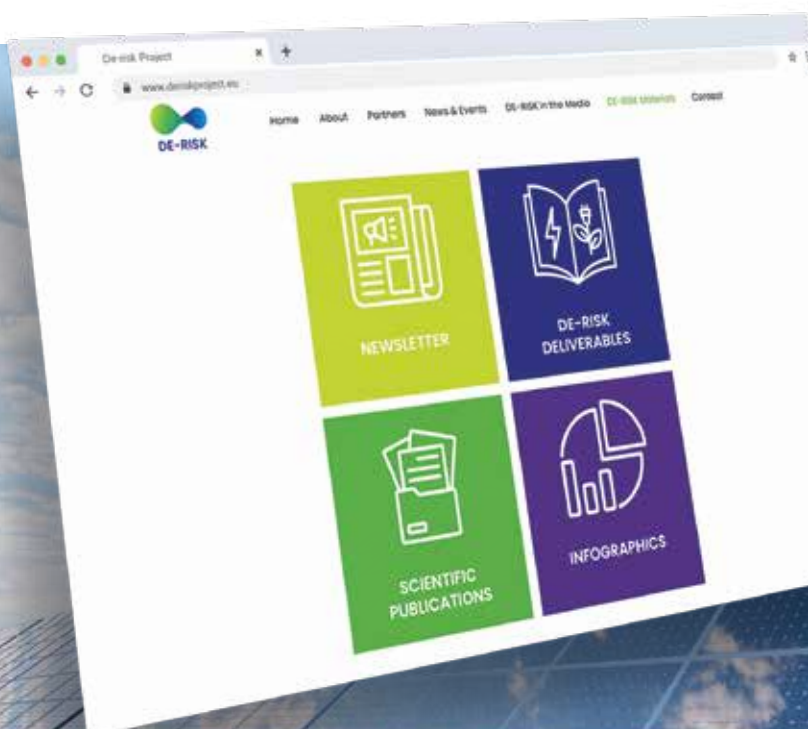 De-risk Project
www.deriskproject.eu
DE-RISK
Home About Partners News & Events DE-RISK in the Media DE-RISK Materials Contact
NEWSLETTER
DE-RISK
DELIVERABLES
SCIENTIFIC
PUBLICATIONS
INFOGRAPHICS